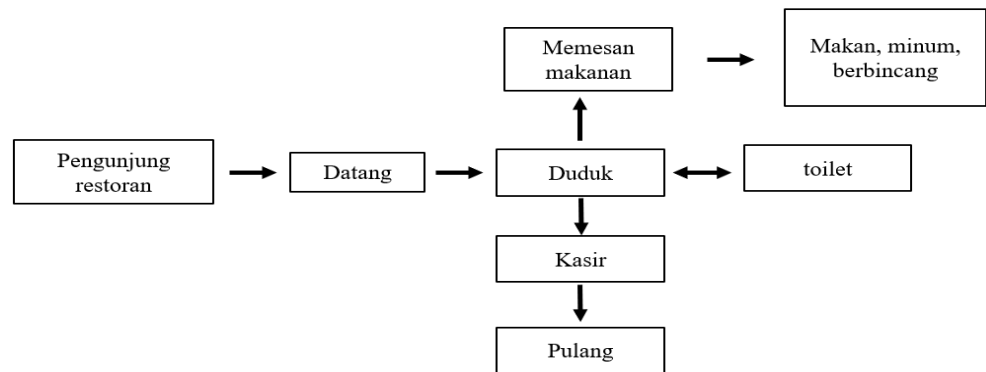 Memesan
makanan
Makan, minum,
berbincang
Pengunjung
restoran
Datang
Duduk
toilet
Kasir
Pulang